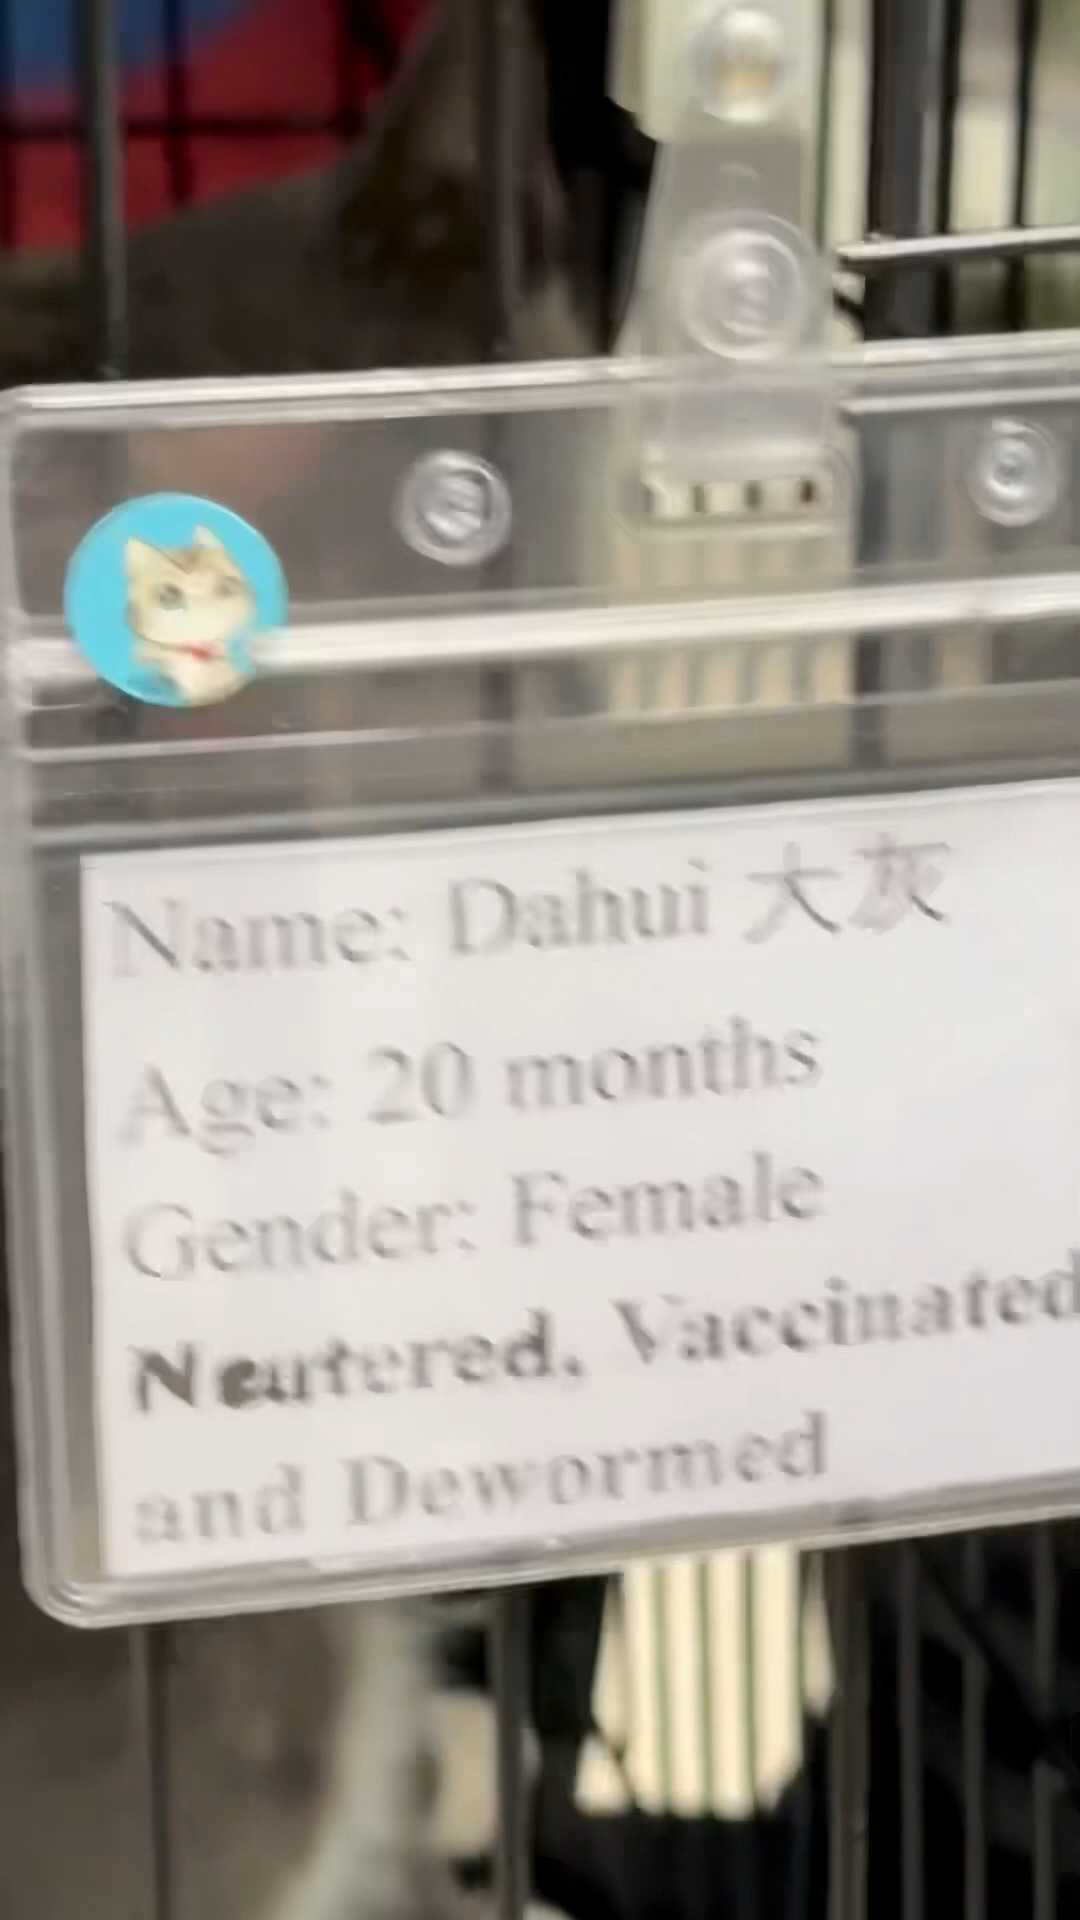 Name: Dahui 大灰
Age: 20 months
Gender: Female
Neutered, Vaccinated
and Dewormed